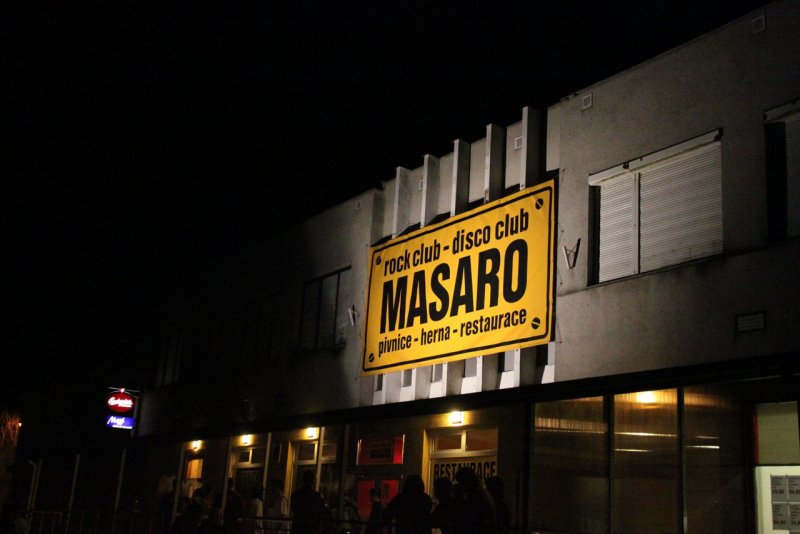 rock club - disco club
MASARO
pivnice - herna - restaurace
RESTAURACE